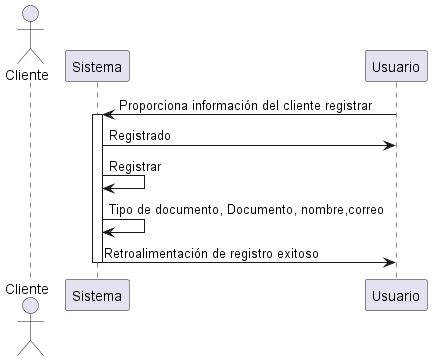 Cliente
Sistema
Usuario
Proporciona información del cliente registrar
Registrado
Registrar
Tipo de documento, Documento, nombre,correo
Retroalimentación de registro exitoso
Cliente
Sistema
Usuario